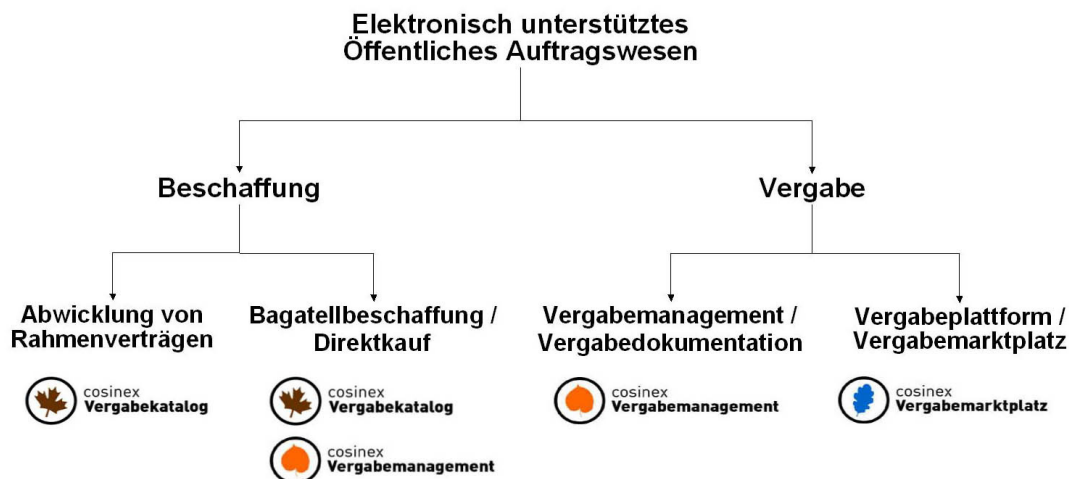 Elektronisch unterstütztes
Öffentliches Auftragswesen
Beschaffung
Vergabe
Abwicklung von
Rahmenverträgen
cosinex
Vergabekatalog
Bagatellbeschaffung /
Direktkauf
cosinex
Vergabekatalog
cosinex
Vergabemanagement
Vergabemanagement /
Vergabedokumentation
cosinex
Vergabemanagement
Vergabeplattform /
Vergabemarktplatz
cosinex
Vergabemarktplatz